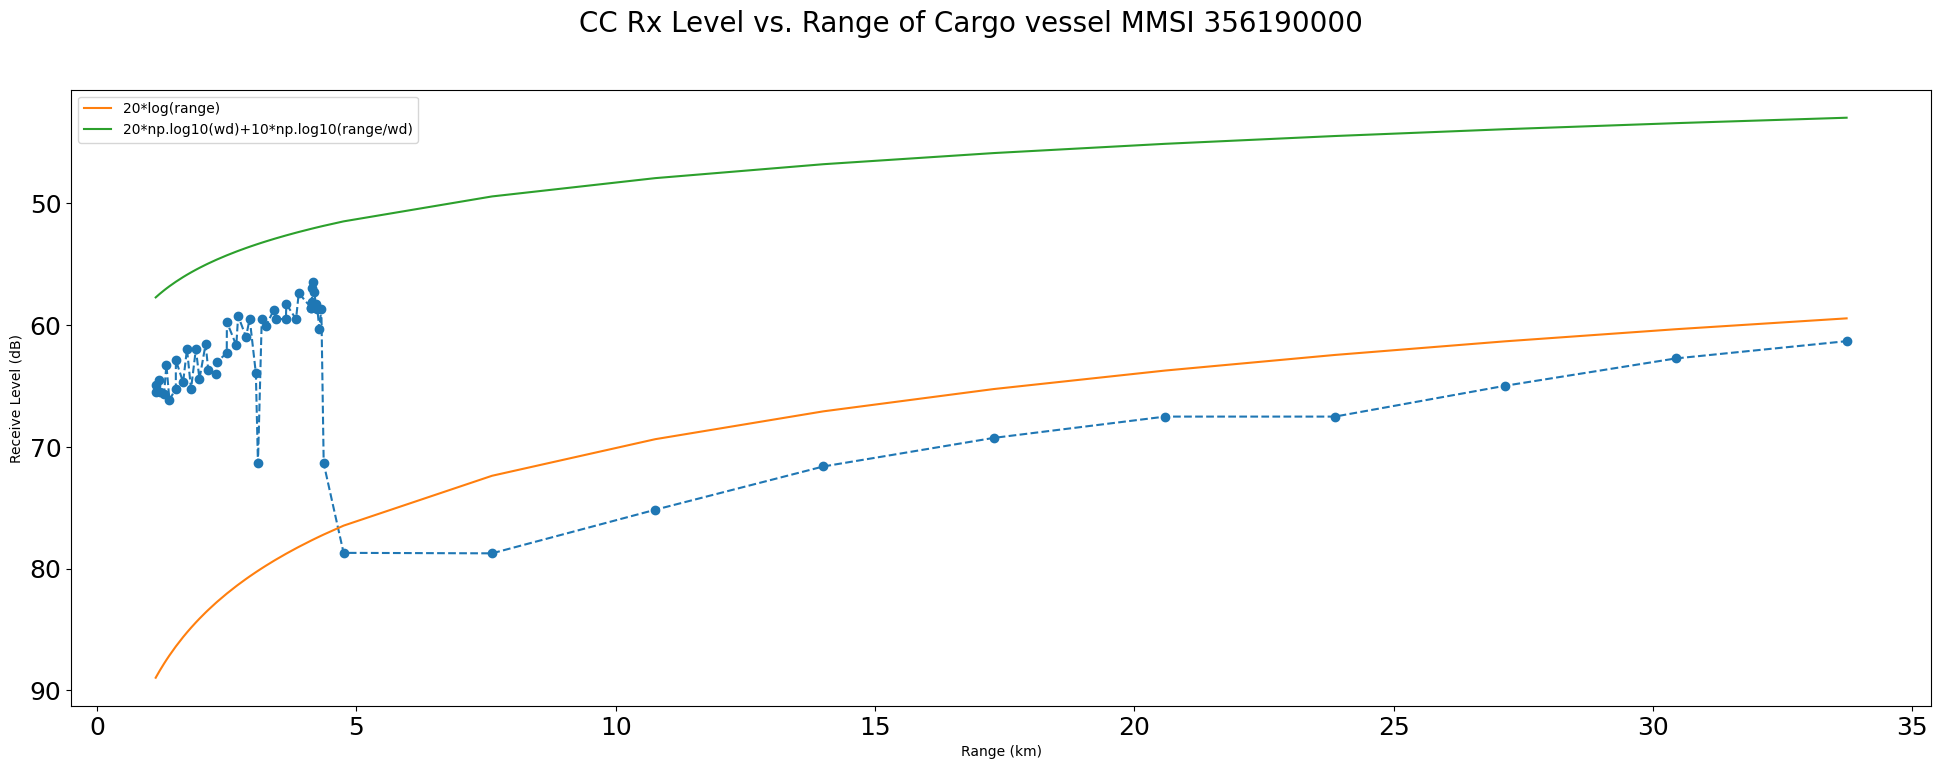 CC Rx Level vs. Range of Cargo vessel MMSI 356190000
20*log(range)
20*np.log10(wd)+10*np.log10(range/wd)
Receive Level (dB)
50
60
70
80
90
0 5 10 15 20 25 30 35
Range (km)